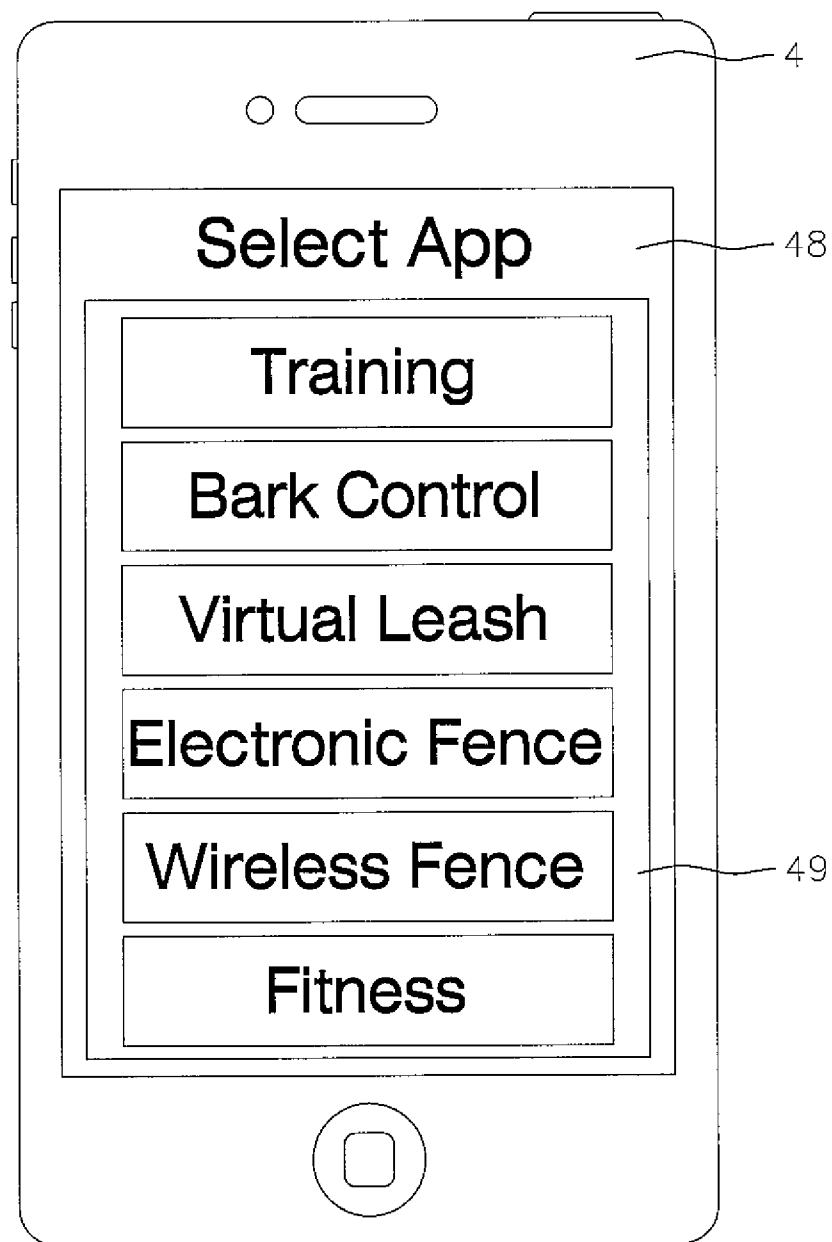 4
Select App
48
Training
Bark Control
Virtual Leash
Electronic Fence
Wireless Fence
49
Fitness